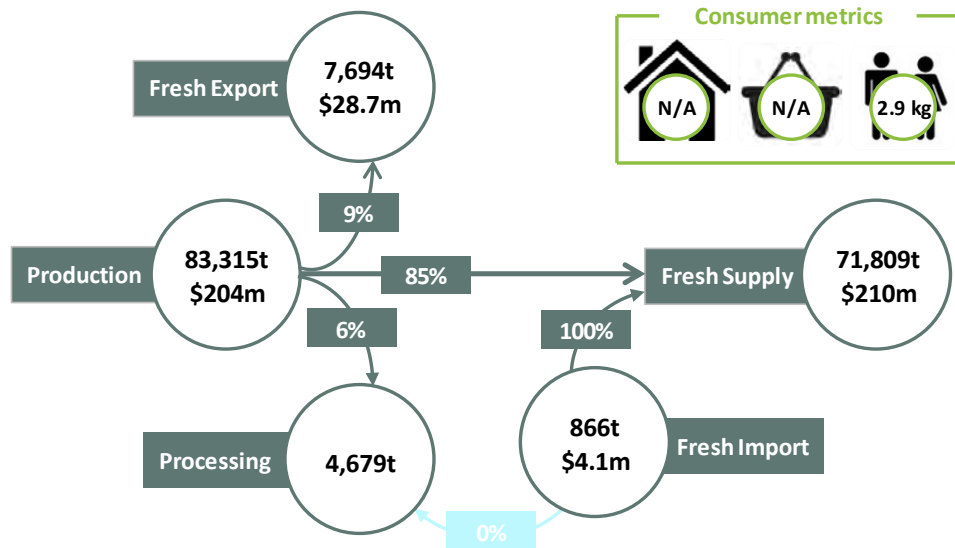 Consumer metrics
N/A
N/A
2.9 kg
Fresh Export
7,694t
$28.7m
9%
Production
83,315t
$204m
85%
Fresh Supply
71,809t
$210m
6%
100%
Processing
4,679t
866t
$4.1m
Fresh Import
0%